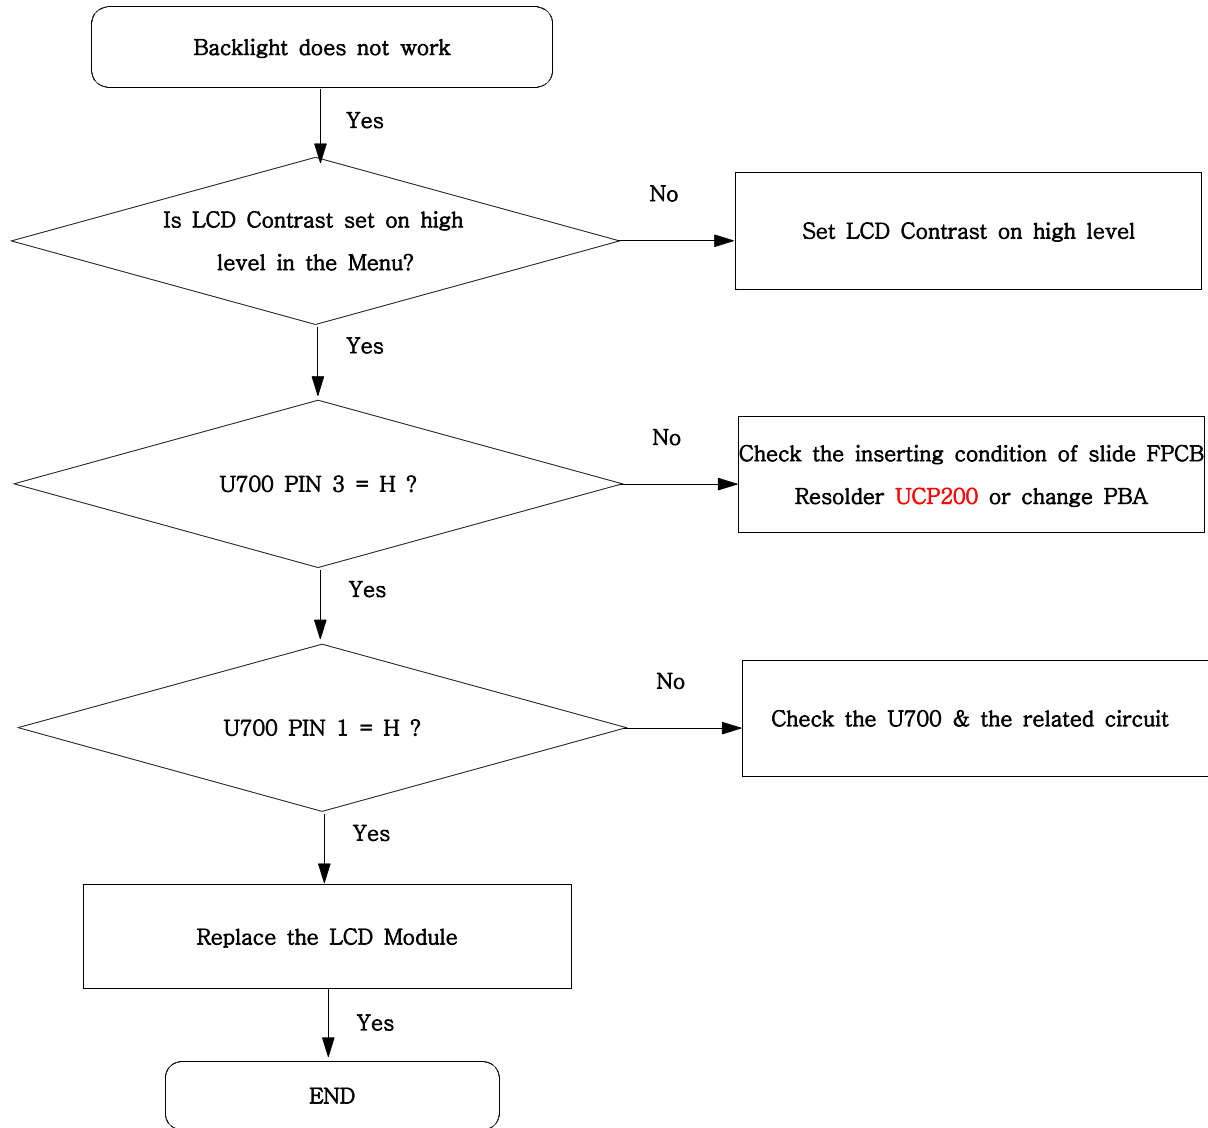 Backlight does not work
Yes
Is LCD Contrast set on high
level in the Menu?
No
Set LCD Contrast on high level
Yes
U700 PIN 3 = H ?
No
Check the inserting condition of slide FPCB
Resolder UCP200 or change PBA
Yes
U700 PIN 1 = H ?
No
Check the U700 & the related circuit
Yes
Replace the LCD Module
Yes
END